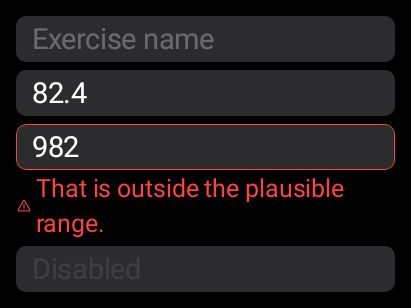 Exercise name
82.4
982
That is outside the plausible
range.
Disabled